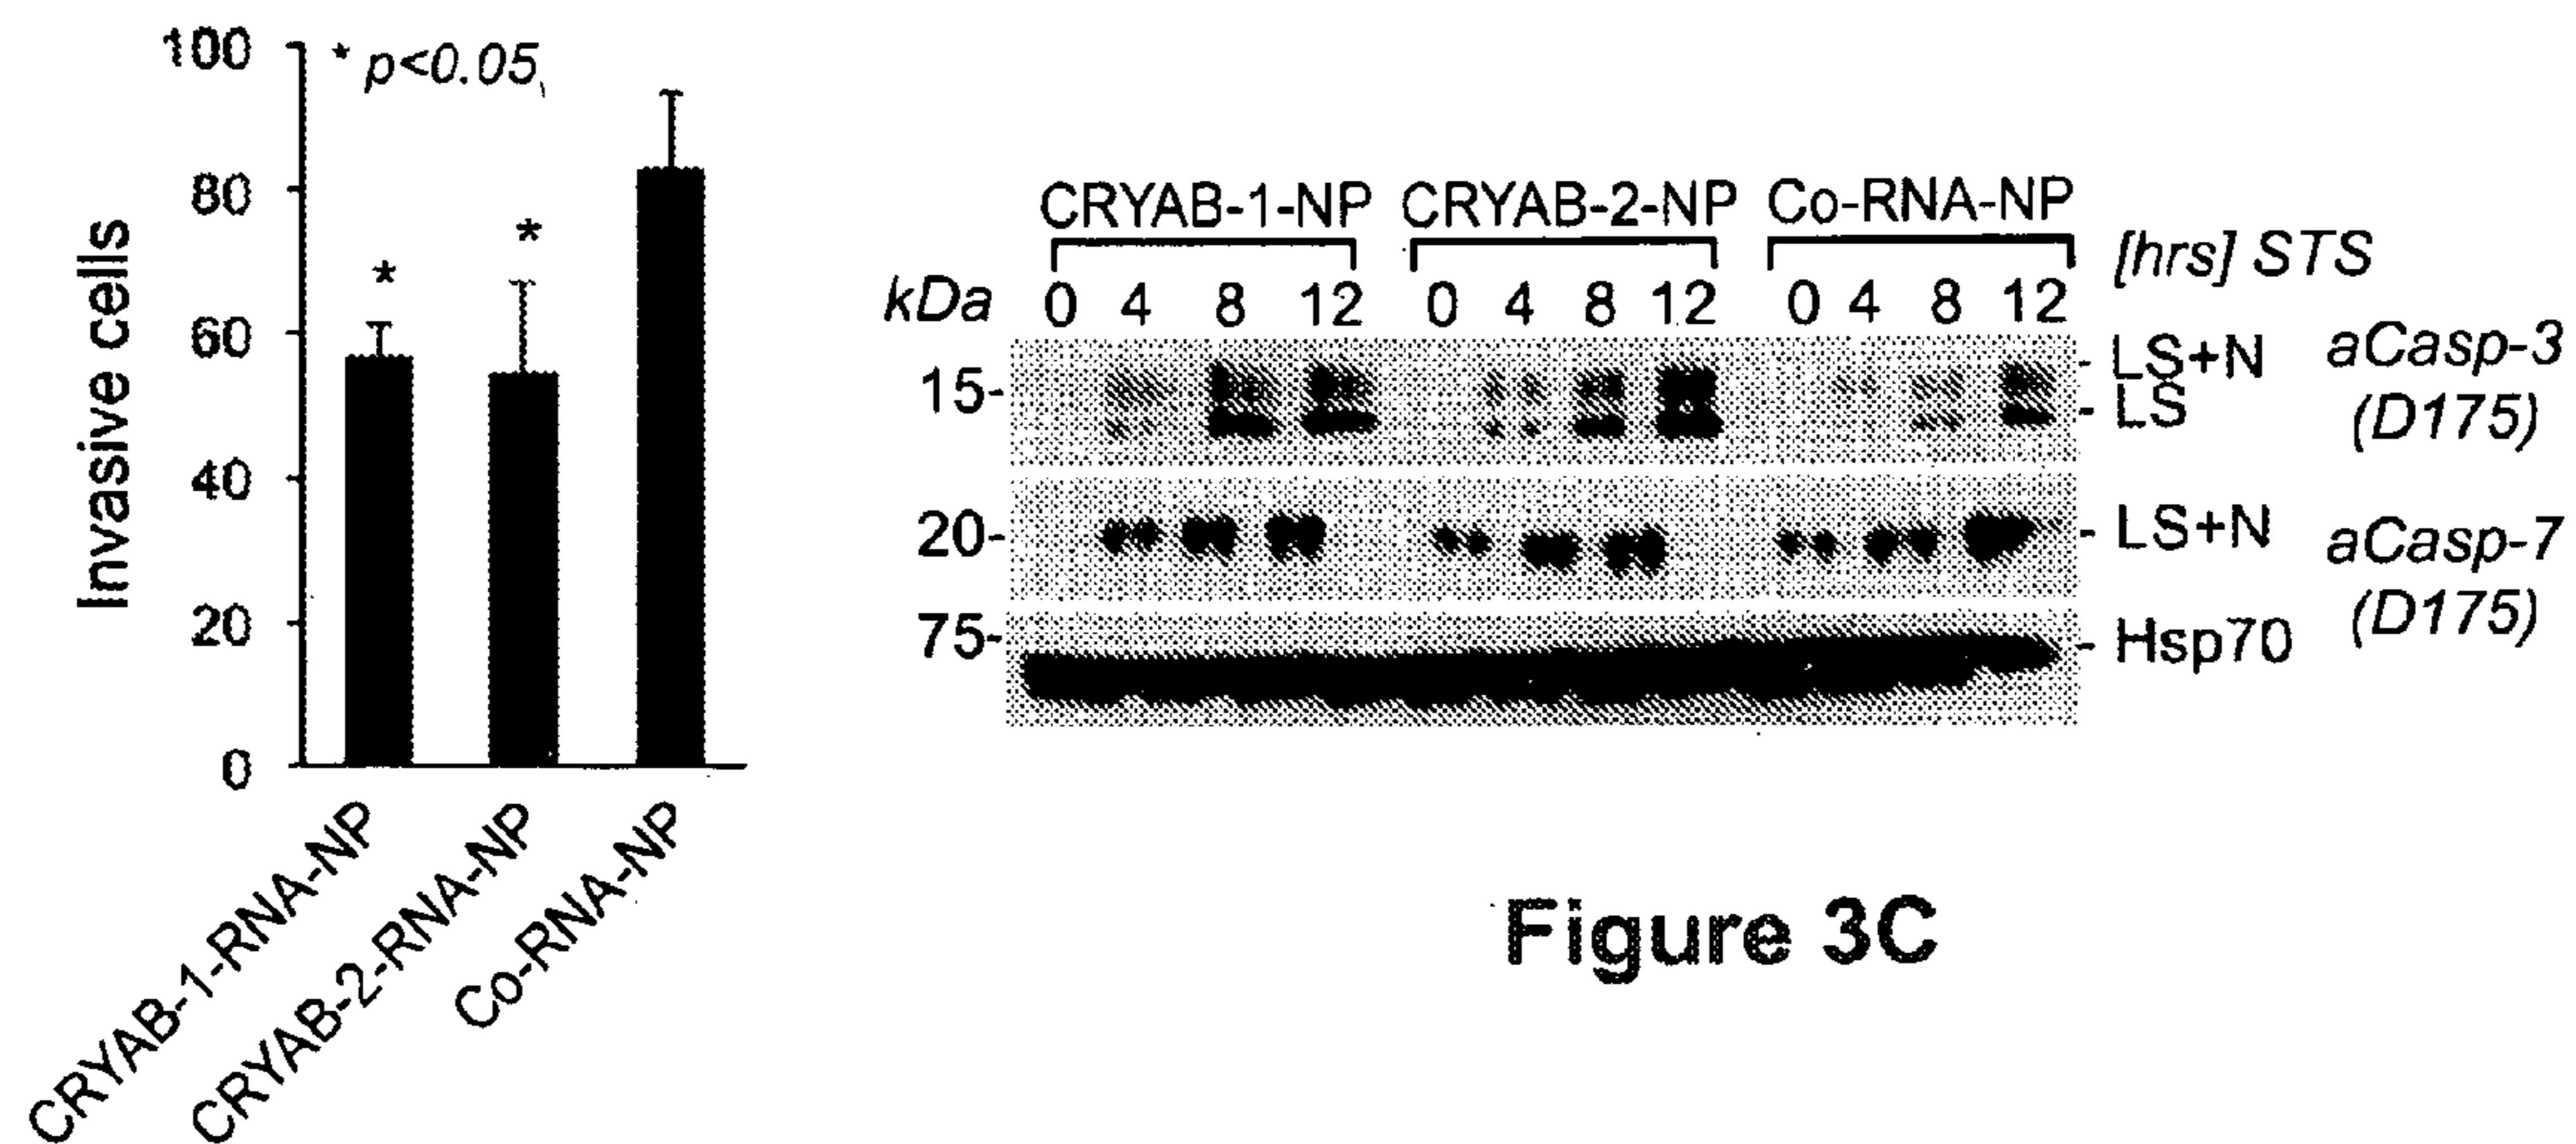 100
* p<0.05
80
*
*
60
40
20
0
Invasive cells
CRYAB-1-RNA-NP
CRYAB-2-RNA-NP
Co-RNA-NP
CRYAB-1-NP CRYAB-2-NP Co-RNA-NP
[hrs] STS
kDa 0 4 8 12 0 4 8 12 0 4 8 12
15- - LS+N aCasp-3
- LS (D175)
20- - LS+N aCasp-7
(D175)
75- - Hsp70
Figure 3C